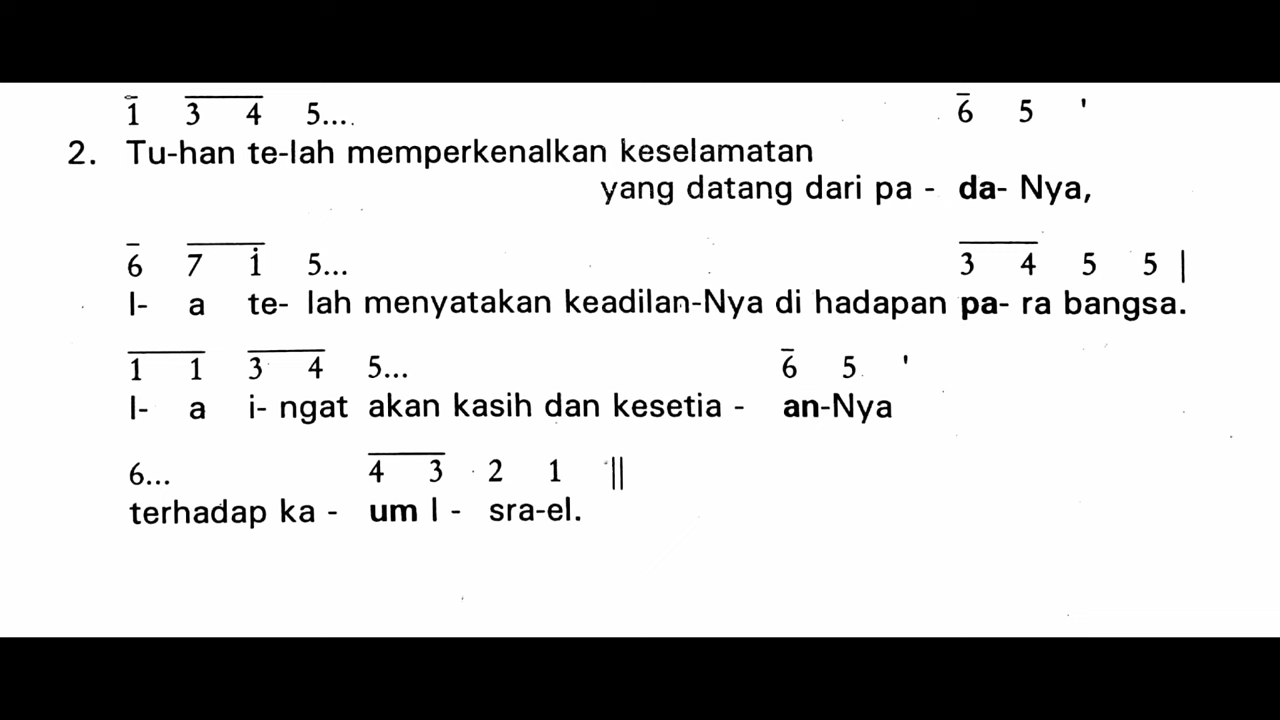 1 3 4 5.... 6 5 '
2. Tu-han te-lah memperkenalkan keselamatan
yang datang dari pa - da- Nya,
6 7 1̇ 5... 3 4 5 5 |
I- a te- lah menyatakan keadilan-Nya di hadapan pa- ra bangsa.
1 1 3 4 5... 6 5 '
I- a i- ngat akan kasih dan kesetia - an-Nya
6... 4 3 2 1 ||
terhadap ka - um I - sra-el.